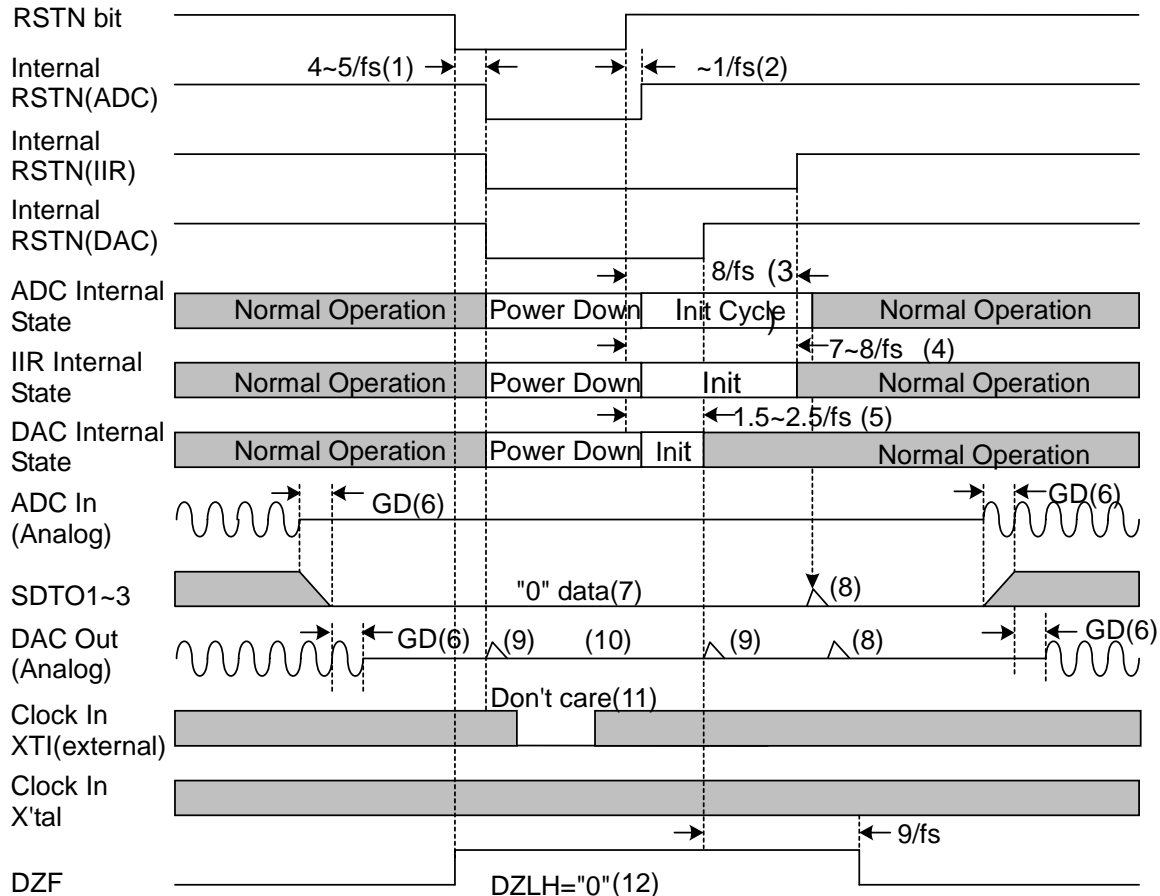 RSTN bit
4~5/fs(1)
~1/fs(2)
Internal
RSTN(ADC)
Internal
RSTN(IIR)
Internal
RSTN(DAC)
8/fs (3
)
ADC Internal
State
Normal Operation
Power Down
Init Cycle
Normal Operation
7~8/fs (4)
IIR Internal
State
Normal Operation
Power Down
Init
Normal Operation
1.5~2.5/fs (5)
DAC Internal
State
Normal Operation
Power Down
Init
Normal Operation
ADC In
(Analog)
GD(6)
GD(6)
SDTO1~3
"0" data(7)
(8)
DAC Out
(Analog)
GD(6)
(9)
(10)
(9)
(8)
GD(6)
Don't care(11)
Clock In
XTI(external)
Clock In
X'tal
9/fs
DZF
DZLH="0"(12)